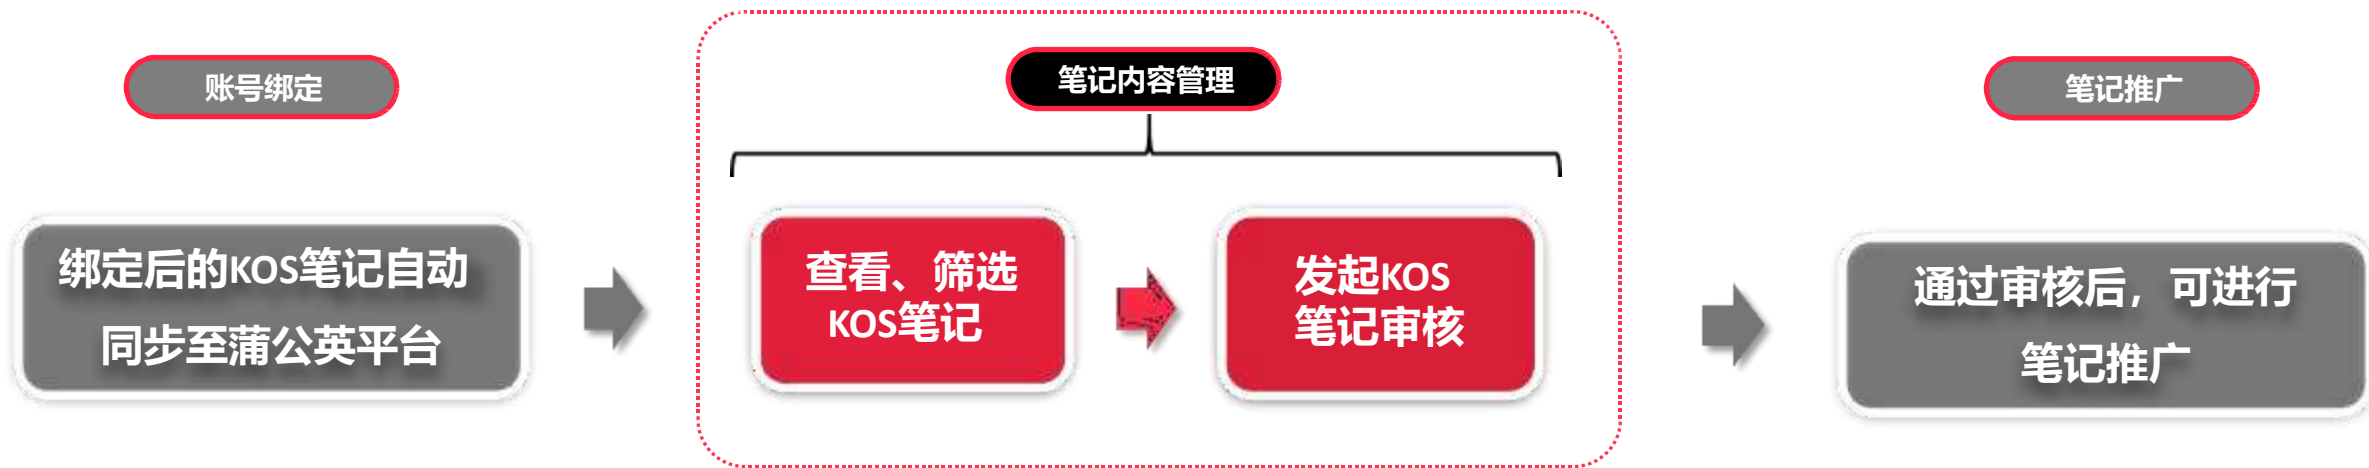 账号绑定
笔记内容管理
笔记推广
绑定后的KOS笔记自动
同步至蒲公英平台
查看、筛选
KOS笔记
发起KOS
笔记审核
通过审核后，可进行
笔记推广